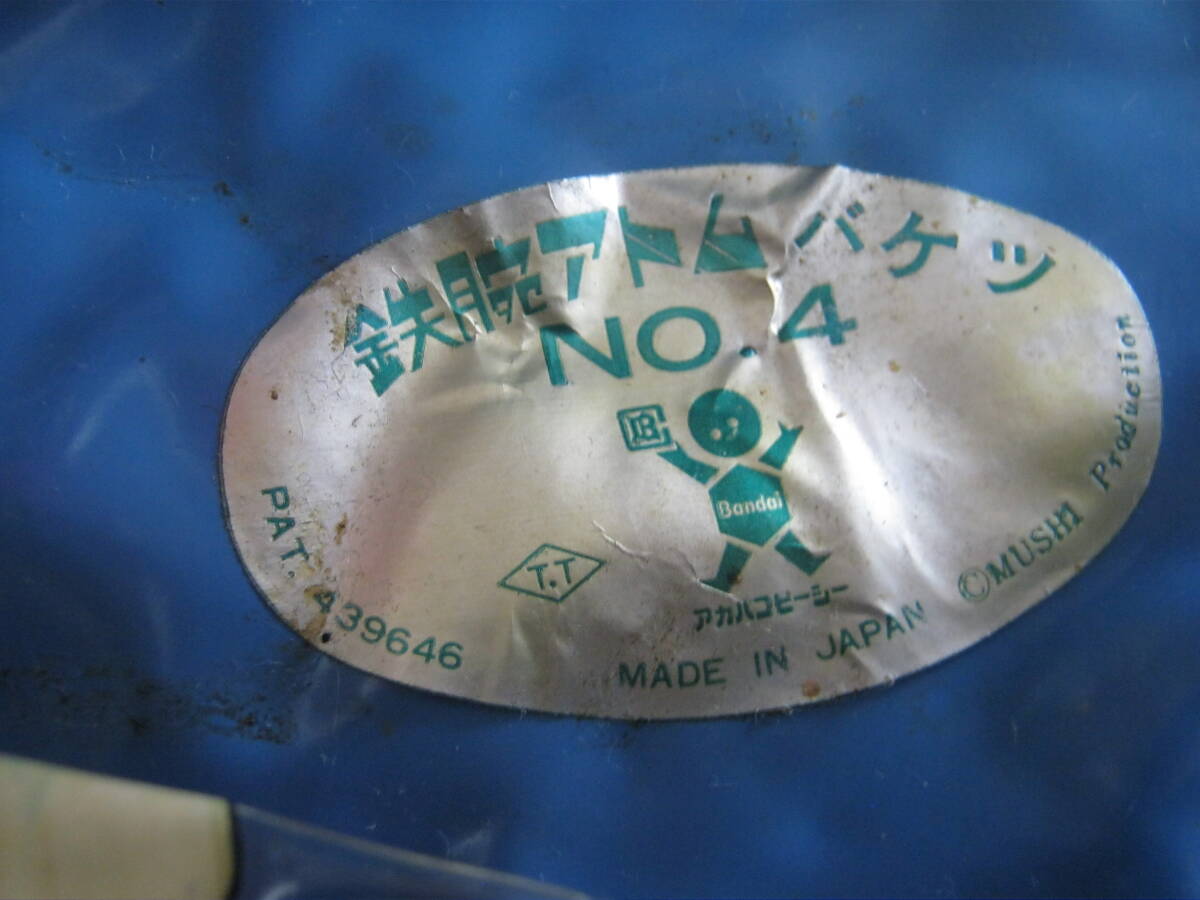 鉄腕アトムバケツ
NO.4
B
Bandai
アカハコビーシー
T.T
PAT. 439646
MADE IN JAPAN
©MUSHI Production